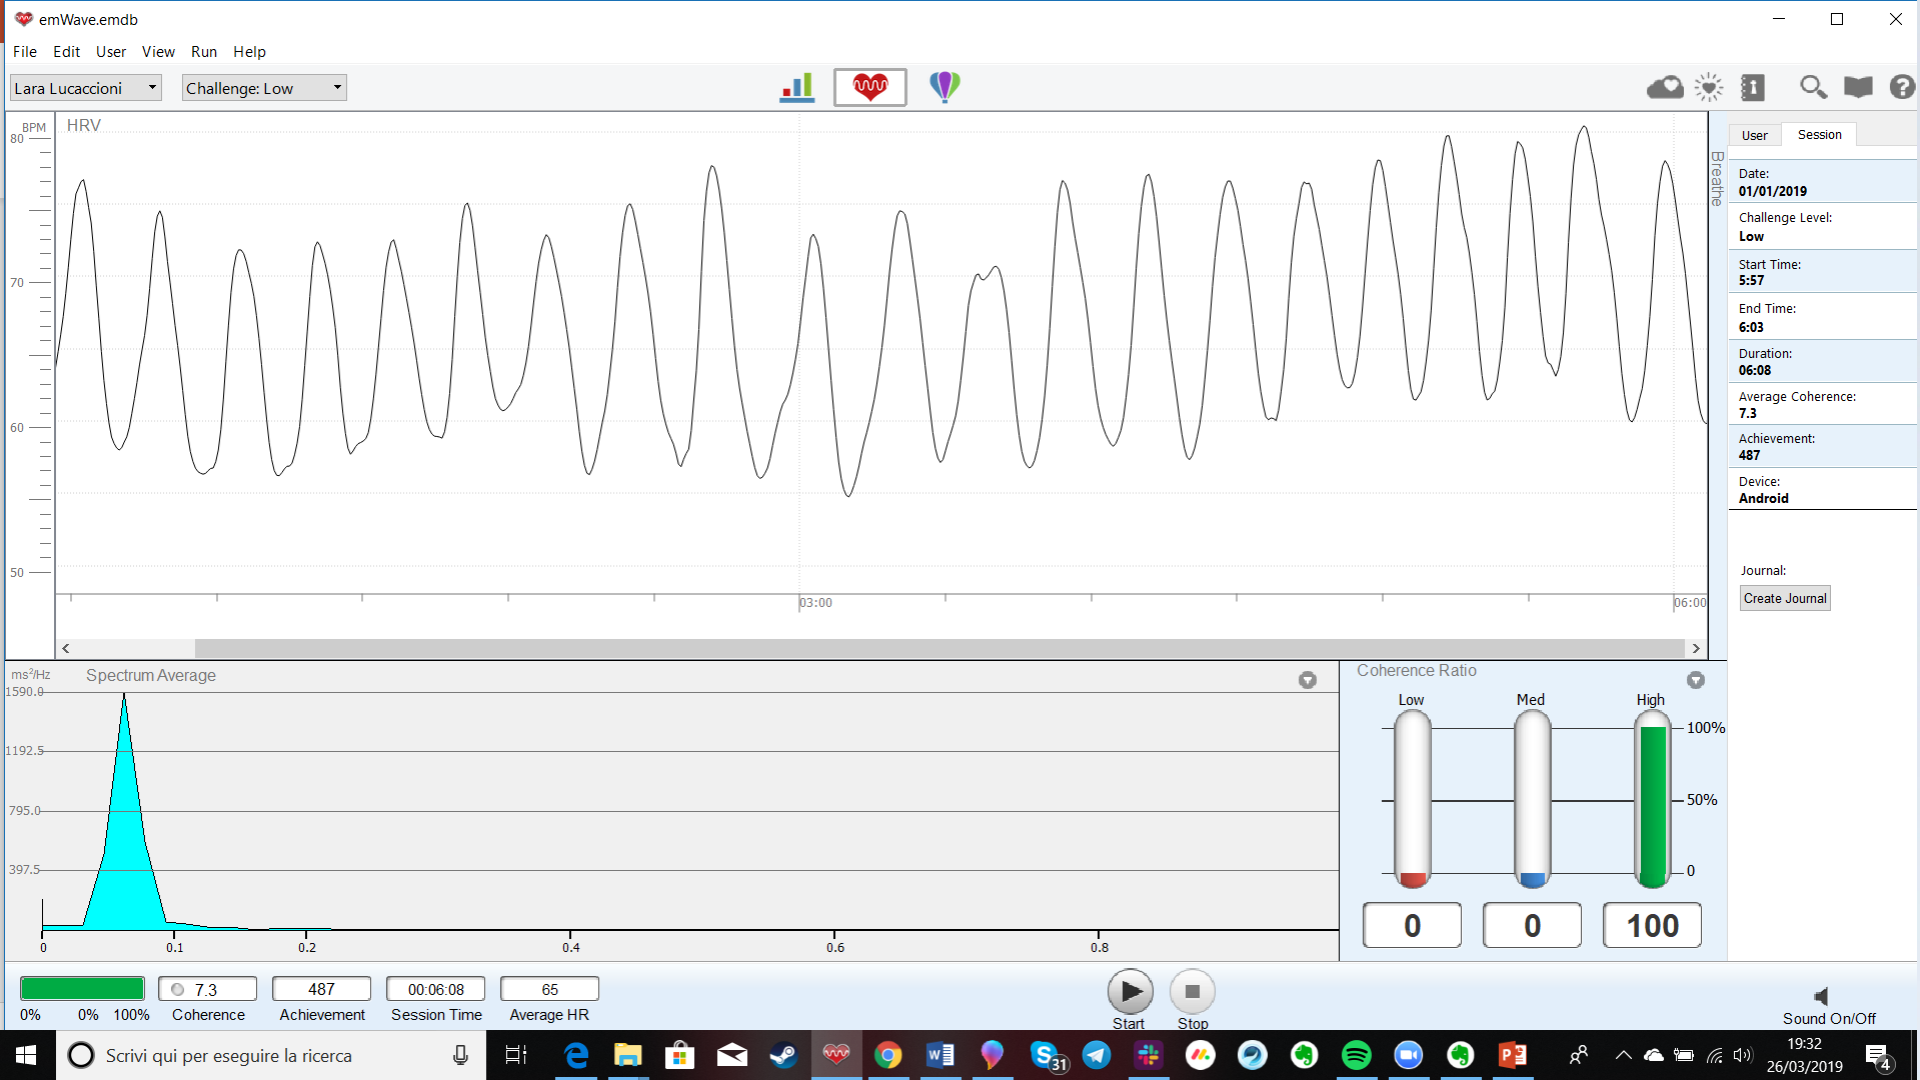 emWave.emdb
File Edit User View Run Help
Lara Lucaccioni Challenge: Low
BPM HRV
80
70
60
50
03:00 06:00
Breathe
User Session
Date:
01/01/2019
Challenge Level:
Low
Start Time:
5:57
End Time:
6:03
Duration:
06:08
Average Coherence:
7.3
Achievement:
487
Device:
Android
Journal:
Create Journal
ms²/Hz Spectrum Average
1590.0
1192.5
795.0
397.5
0 0.1 0.2 0.4 0.6 0.8
Coherence Ratio
Low Med High
100%
50%
0
0 0 100
7.3 487 00:06:08 65
0% 0% 100% Coherence Achievement Session Time Average HR
Start Stop
Sound On/Off
Scrivi qui per eseguire la ricerca
31
19:32
26/03/2019
4